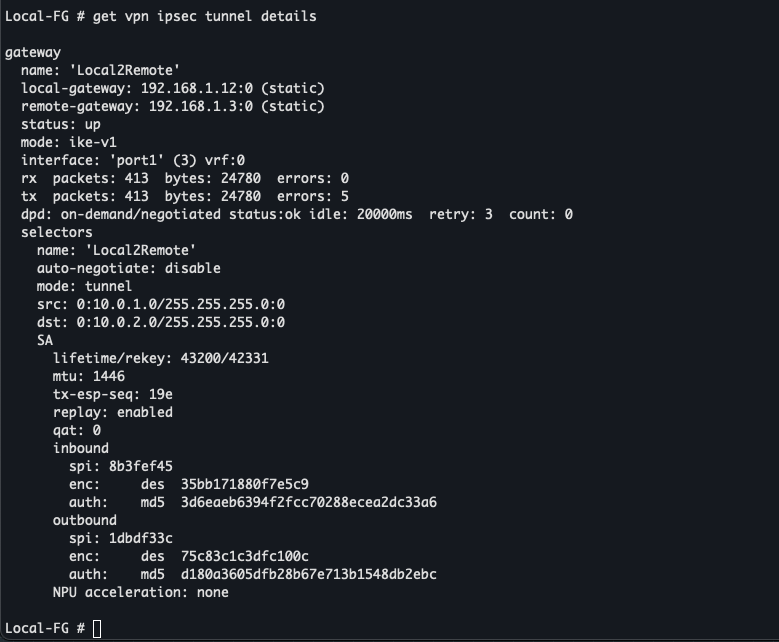 Local-FG # get vpn ipsec tunnel details

gateway
  name: 'Local2Remote'
  local-gateway: 192.168.1.12:0 (static)
  remote-gateway: 192.168.1.3:0 (static)
  status: up
  mode: ike-v1
  interface: 'port1' (3) vrf:0
  rx  packets: 413  bytes: 24780  errors: 0
  tx  packets: 413  bytes: 24780  errors: 5
  dpd: on-demand/negotiated status:ok idle: 20000ms  retry: 3  count: 0
  selectors
    name: 'Local2Remote'
    auto-negotiate: disable
    mode: tunnel
    src: 0:10.0.1.0/255.255.255.0:0
    dst: 0:10.0.2.0/255.255.255.0:0
    SA
      lifetime/rekey: 43200/42331
      mtu: 1446
      tx-esp-seq: 19e
      replay: enabled
      qat: 0
      inbound
        spi: 8b3fef45
        enc:    des  35bb171880f7e5c9
        auth:    md5  3d6eaeb6394f2fcc70288ecea2dc33a6
      outbound
        spi: 1dbdf33c
        enc:    des  75c83c1c3dfc100c
        auth:    md5  d180a3605dfb28b67e713b1548db2ebc
      NPU acceleration: none

Local-FG #